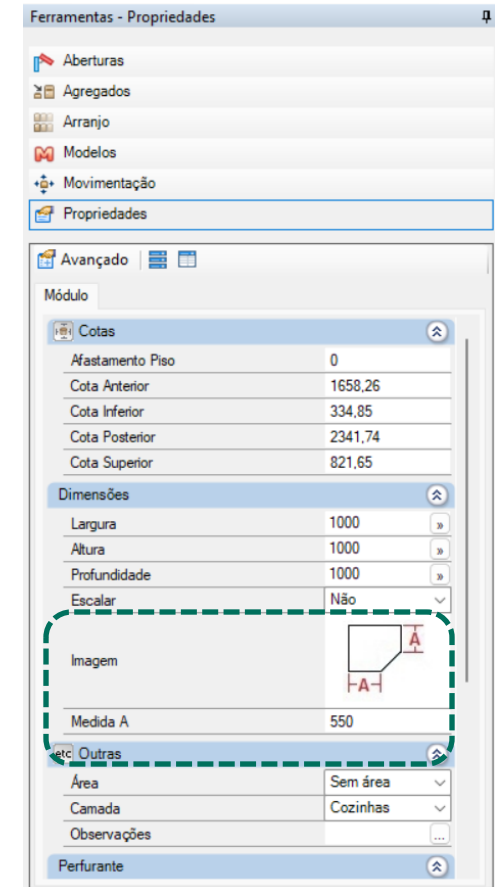 Ferramentas - Propriedades
Aberturas
Agregados
Arranjo
Modelos
Movimentação
Propriedades
Avançado
Módulo
Cotas
Afastamento Piso 0
Cota Anterior 1658,26
Cota Inferior 334,85
Cota Posterior 2341,74
Cota Superior 821,65
Dimensões
Largura 1000 »
Altura 1000 »
Profundidade 1000 »
Escalar Não
A
Imagem
A
Medida A 550
etc Outras
Área Sem área
Camada Cozinhas
Observações ...
Perfurante